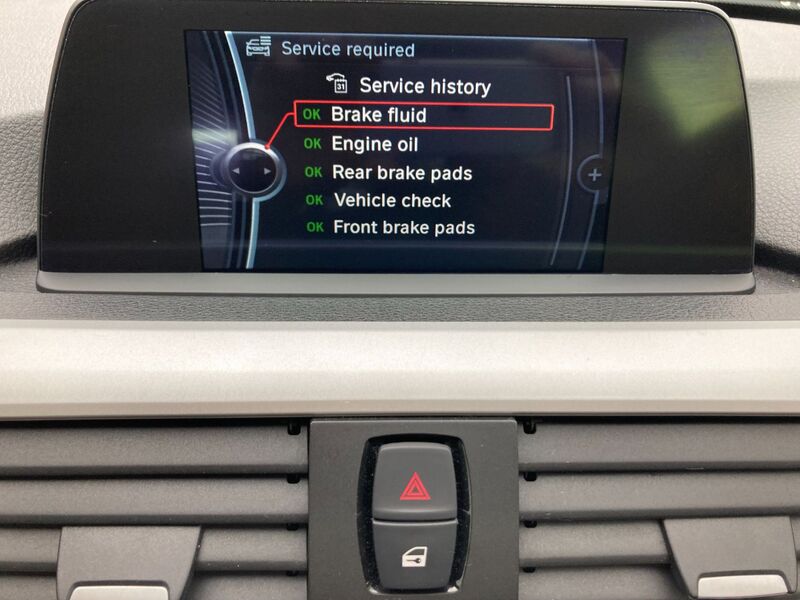 Service required
31 Service history
OK Brake fluid
OK Engine oil
OK Rear brake pads
OK Vehicle check
OK Front brake pads
+